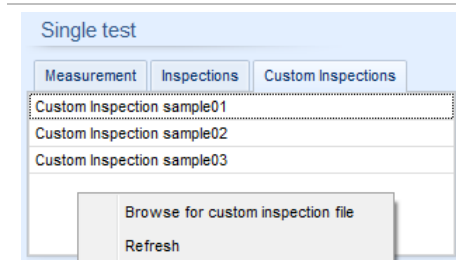 Single test
Measurement Inspections Custom Inspections
Custom Inspection sample01
Custom Inspection sample02
Custom Inspection sample03
Browse for custom inspection file
Refresh